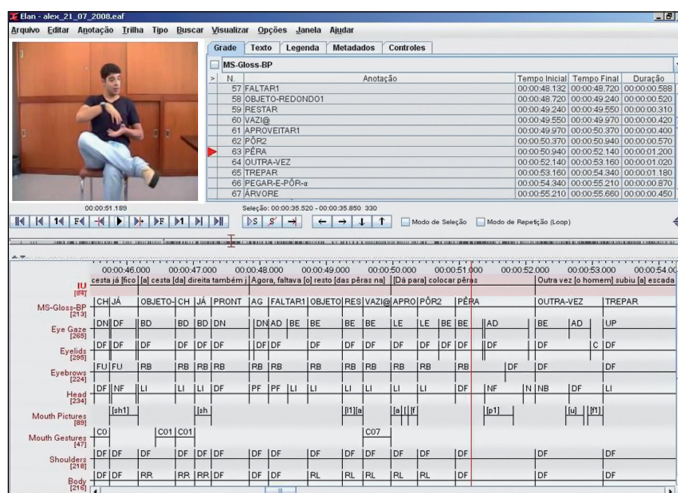 Elan - alex_21_07_2008.eaf
Arquivo Editar Anotação Trilha Tipo Buscar Visualizar Opções Janela Ajudar
Grade Texto Legenda Metadados Controles
MS-Gloss-BP
> N. Anotação Tempo Inicial Tempo Final Duração
57 FALTAR1 00:00:48.132 00:00:48.720 00:00:00.588
58 OBJETO-REDONDO1 00:00:48.720 00:00:49.240 00:00:00.520
59 RESTAR 00:00:49.240 00:00:49.550 00:00:00.310
60 VAZI@ 00:00:49.550 00:00:49.970 00:00:00.420
61 APROVEITAR1 00:00:49.970 00:00:50.370 00:00:00.400
62 PÔR2 00:00:50.370 00:00:50.940 00:00:00.570
63 PÊRA 00:00:50.940 00:00:52.140 00:00:01.200
64 OUTRA-VEZ 00:00:52.140 00:00:53.160 00:00:01.020
65 TREPAR 00:00:53.160 00:00:54.340 00:00:01.180
66 PEGAR-E-PÔR-α 00:00:54.340 00:00:55.210 00:00:00.870
67 ÁRVORE 00:00:55.210 00:00:55.660 00:00:00.450
00:00:51.189 Seleção: 00:00:35.520 - 00:00:35.850 330
Modo de Seleção Modo de Repetição (Loop)
00:00:46.000 00:00:47.000 00:00:48.000 00:00:49.000 00:00:50.000 00:00:51.000 00:00:52.000 00:00:53.000 00:00:54.00
IU cesta já [fico [a] cesta [da] direita também j Agora, faltava [o] resto [das pêras na] [Dá para] colocar pêras Outra vez [o homem] subiu [a] escada
MS-Gloss-BP CH JÁ OBJETO- CH JÁ PRONT AG FALTAR1 OBJETO RES VAZI@ APRO PÔR2 PÊRA OUTRA-VEZ TREPAR
[213]
Eye Gaze DN DF BD BD BD DN DN AD BE BE BE BE LE LE BE BE AD BE AD UP
[265]
Eyelids DF DF DF DF DF DF DF DF DF DF DF DF DF DF DF DF DF C DF
Eyebrows FU FU RB RB RB RB RB RB RB RB RB RB RB RB DF DF DF
[224]
Head DF NF LI LI LI DF PF PF LI LI LI LI LI DF NF N NB DF LI
[234]
Mouth Pictures [sh1] [sh [p1] [u] [f1]
[89]
Mouth Gestures C0 C01 C01 C07
[47]
Shoulders DF DF DF DF DF DF DF DF DF DF DF DF DF DF DF DF
[218]
Body DF DF RR RR RR DF DF DF RL RL RL RL RL DF DF DF
[216]